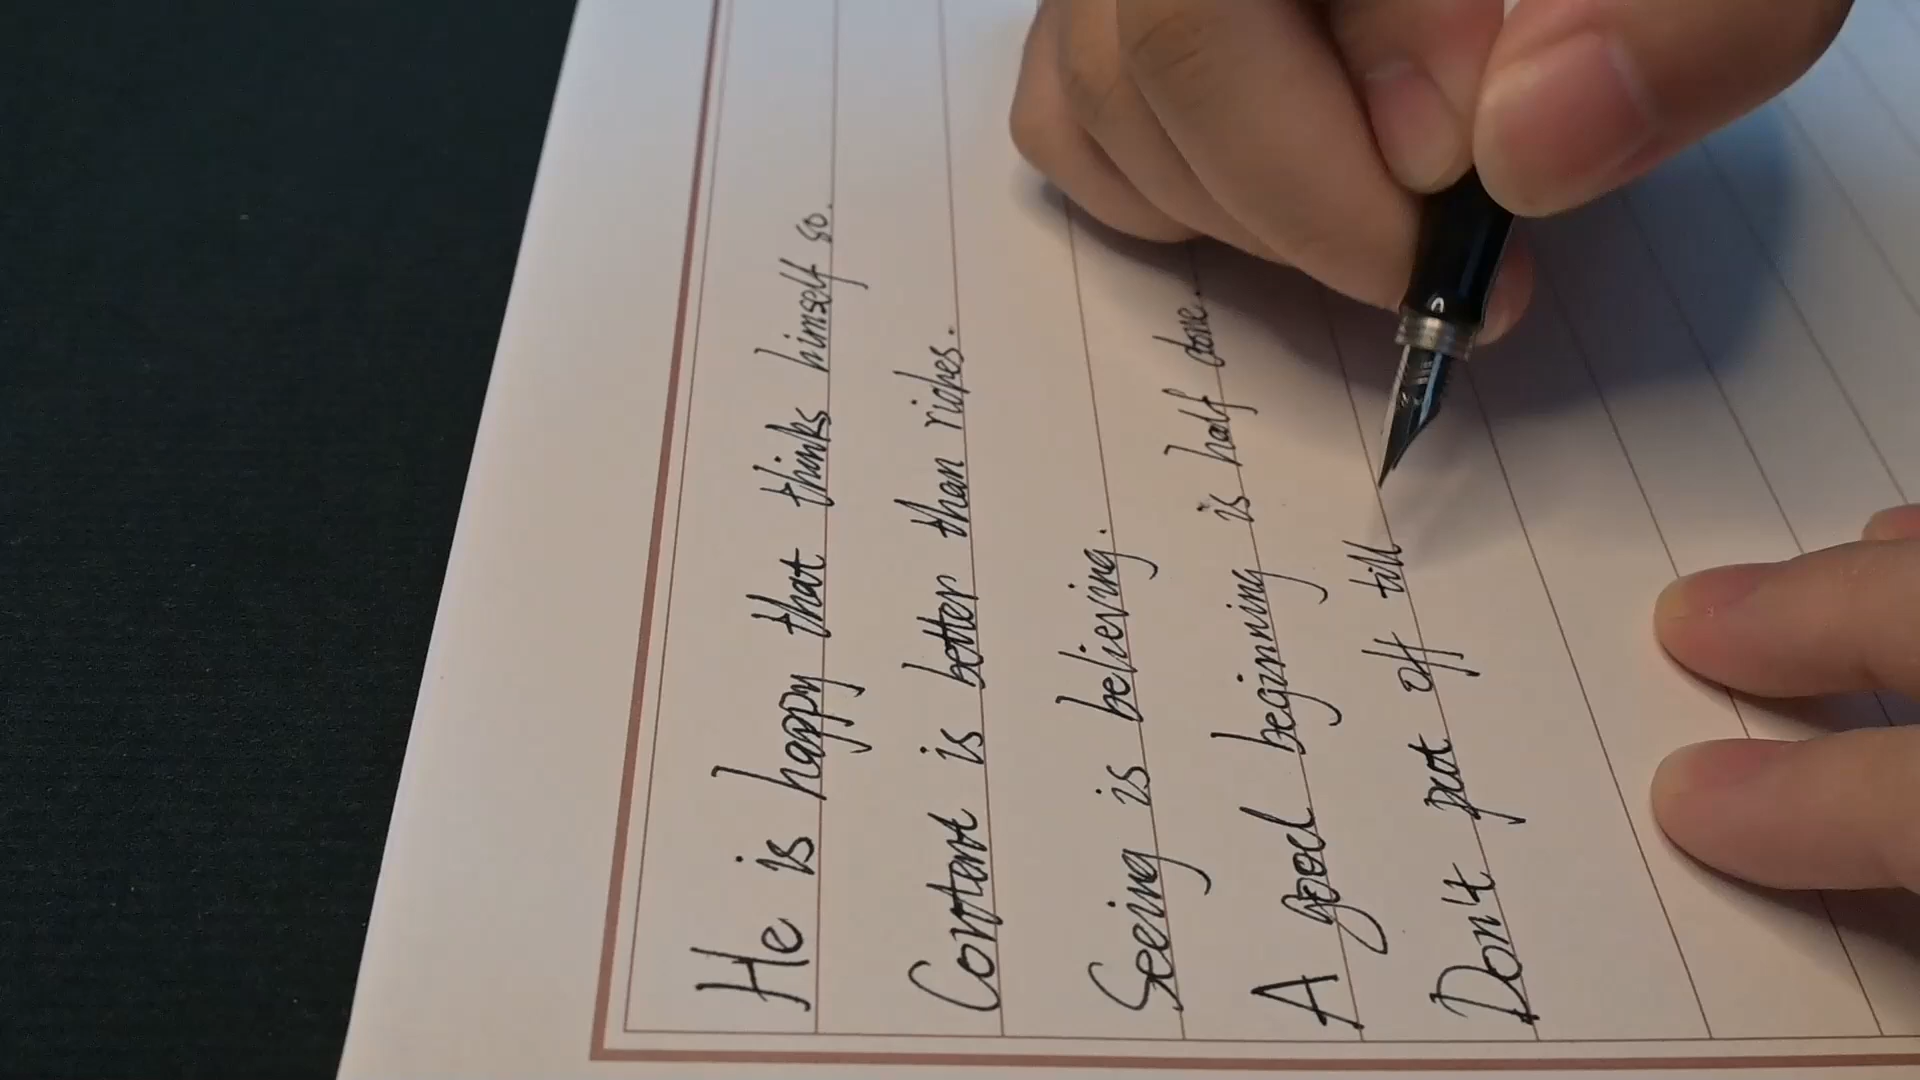 He is happy that thinks himself so.
Content is better than riches.
Seeing is believing.
A good beginning is half done.
Don't put off till